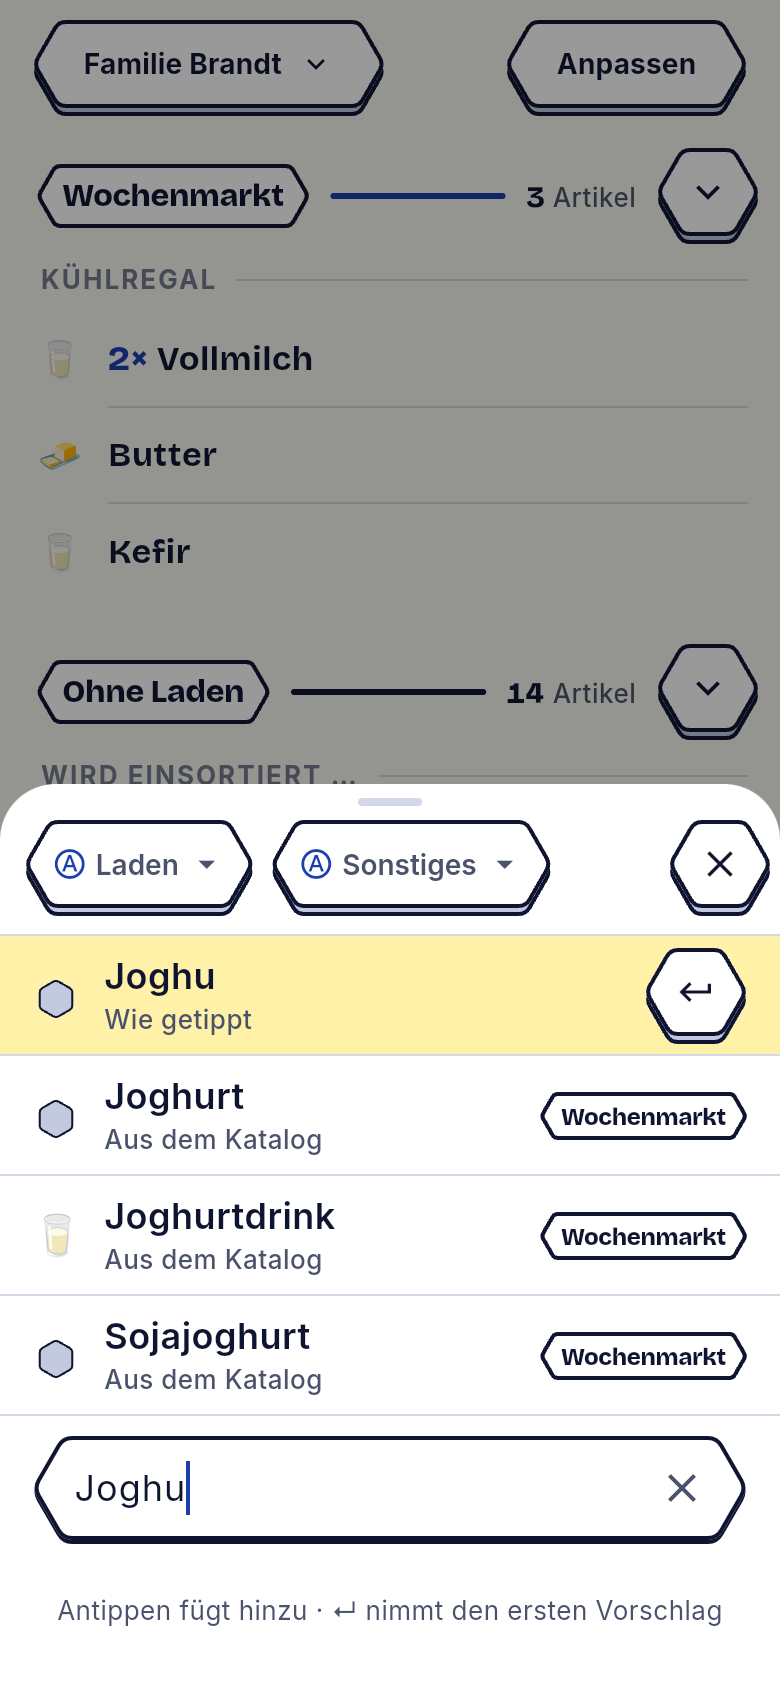 Familie Brandt
Anpassen
Wochenmarkt 3 Artikel
KÜHLREGAL
2× Vollmilch
Butter
Kefir
Ohne Laden 14 Artikel
WIRD EINSORTIERT ...
A Laden
A Sonstiges
Joghu
Wie getippt
Joghurt
Aus dem Katalog
Wochenmarkt
Joghurtdrink
Aus dem Katalog
Wochenmarkt
Sojajoghurt
Aus dem Katalog
Wochenmarkt
Joghu
Antippen fügt hinzu · ↵ nimmt den ersten Vorschlag